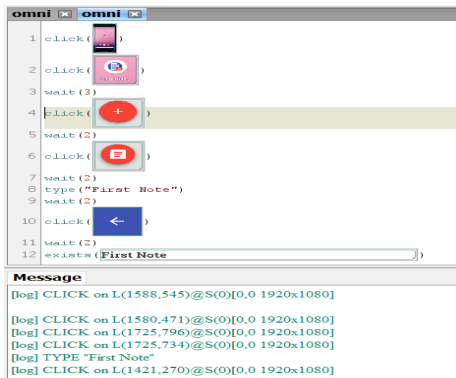 omni omni
1 click( )
2 click( )
3 wait(3)
4 click( + )
5 wait(2)
6 click( )
7 wait(2)
8 type("First Note")
9 wait(2)
10 click( ← )
11 wait(2)
12 exists( First Note )
Message
[log] CLICK on L(1588,545)@S(0)[0,0 1920x1080]
[log] CLICK on L(1580,471)@S(0)[0,0 1920x1080]
[log] CLICK on L(1725,796)@S(0)[0,0 1920x1080]
[log] CLICK on L(1725,734)@S(0)[0,0 1920x1080]
[log] TYPE "First Note"
[log] CLICK on L(1421,270)@S(0)[0,0 1920x1080]